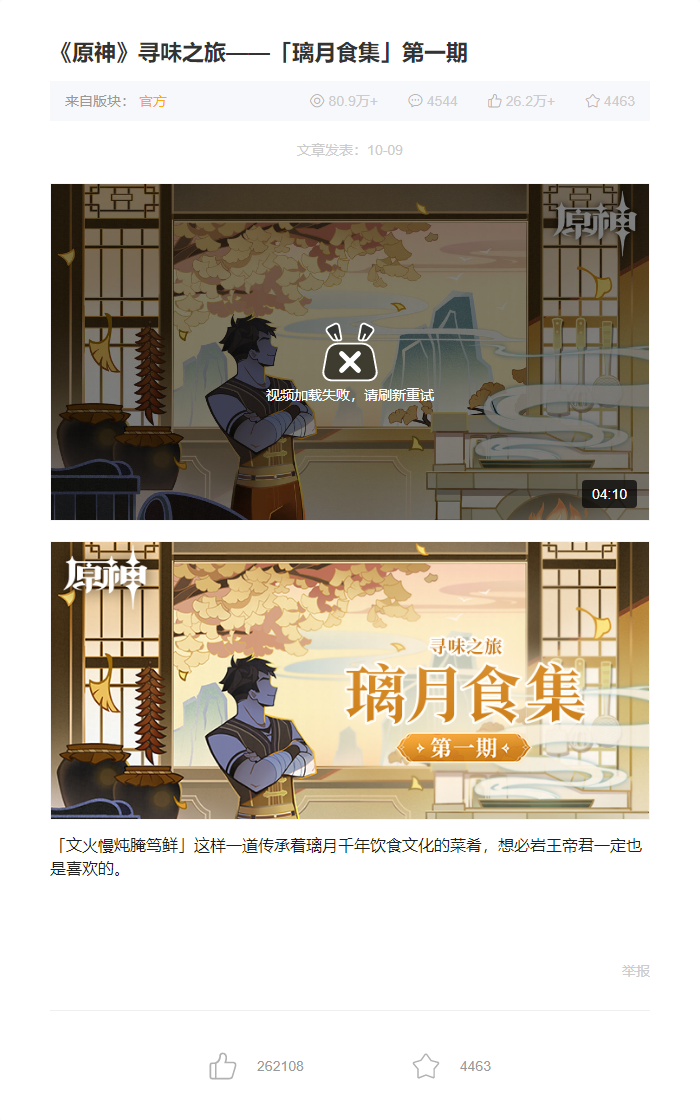 《原神》寻味之旅——「璃月食集」第一期
来自版块： 官方 80.9万+ 4544 26.2万+ 4463
文章发表：10-09
原神
视频加载失败，请刷新重试
04:10
原神
寻味之旅
璃月食集
第一期
「文火慢炖腌笃鲜」这样一道传承着璃月千年饮食文化的菜肴，想必岩王帝君一定也
是喜欢的。
举报
262108 4463